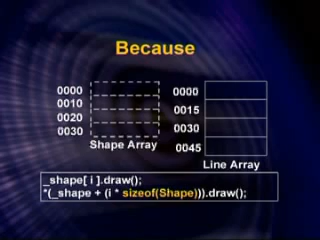 Because
0000
0010
0020
0030
Shape Array
0000
0015
0030
0045
Line Array
_shape[ i ].draw();
*(_shape + (i * sizeof(Shape))).draw();